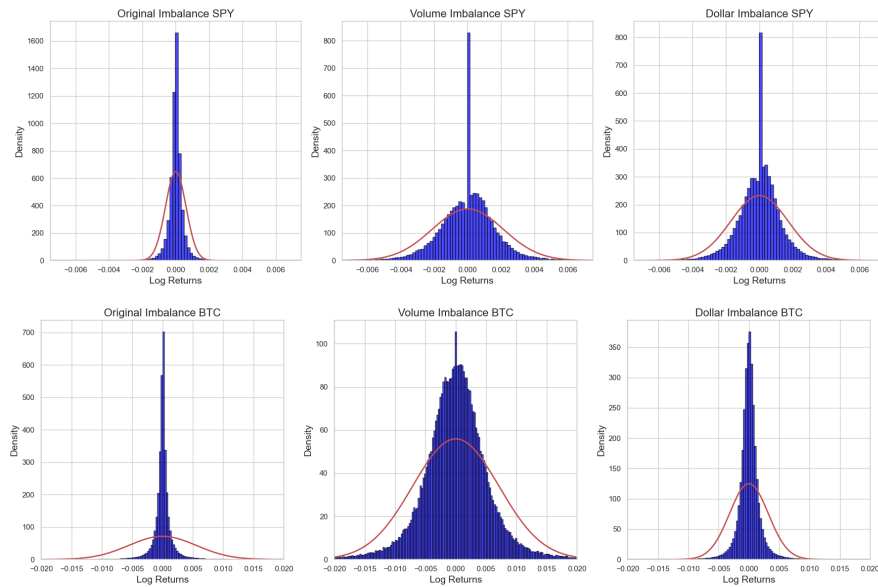 Original Imbalance SPY
Density
1600
1400
1200
1000
800
600
400
200
0
−0.006 −0.004 −0.002 0.000 0.002 0.004 0.006
Log Returns
Volume Imbalance SPY
Density
800
700
600
500
400
300
200
100
0
−0.006 −0.004 −0.002 0.000 0.002 0.004 0.006
Log Returns
Dollar Imbalance SPY
Density
800
700
600
500
400
300
200
100
0
−0.006 −0.004 −0.002 0.000 0.002 0.004 0.006
Log Returns
Original Imbalance BTC
Density
700
600
500
400
300
200
100
0
−0.020 −0.015 −0.010 −0.005 0.000 0.005 0.010 0.015 0.020
Log Returns
Volume Imbalance BTC
Density
100
80
60
40
20
0
−0.020 −0.015 −0.010 −0.005 0.000 0.005 0.010 0.015 0.020
Log Returns
Dollar Imbalance BTC
Density
350
300
250
200
150
100
50
0
−0.020 −0.015 −0.010 −0.005 0.000 0.005 0.010 0.015 0.020
Log Returns